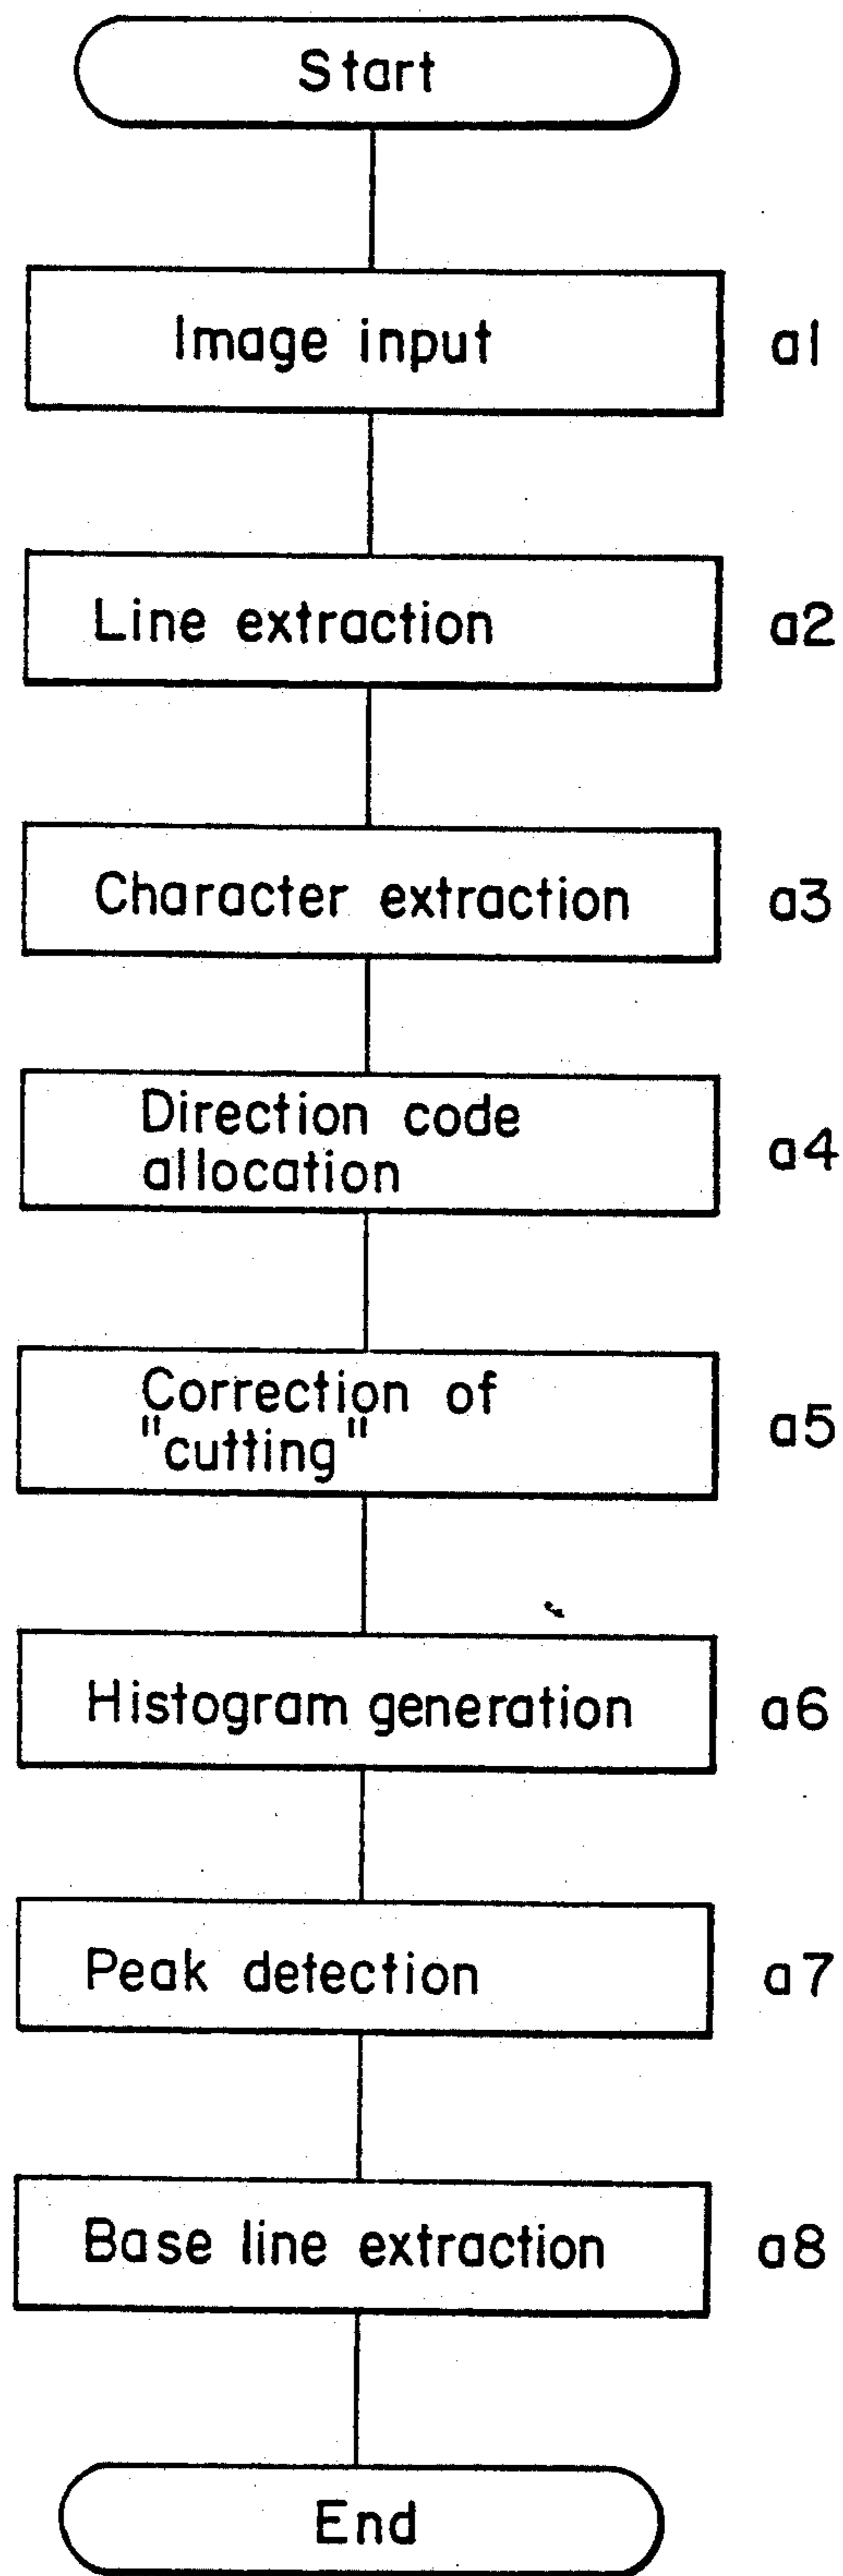 Start
Image input a1
Line extraction a2
Character extraction a3
Direction code
allocation a4
Correction of
"cutting" a5
Histogram generation a6
Peak detection a7
Base line extraction a8
End